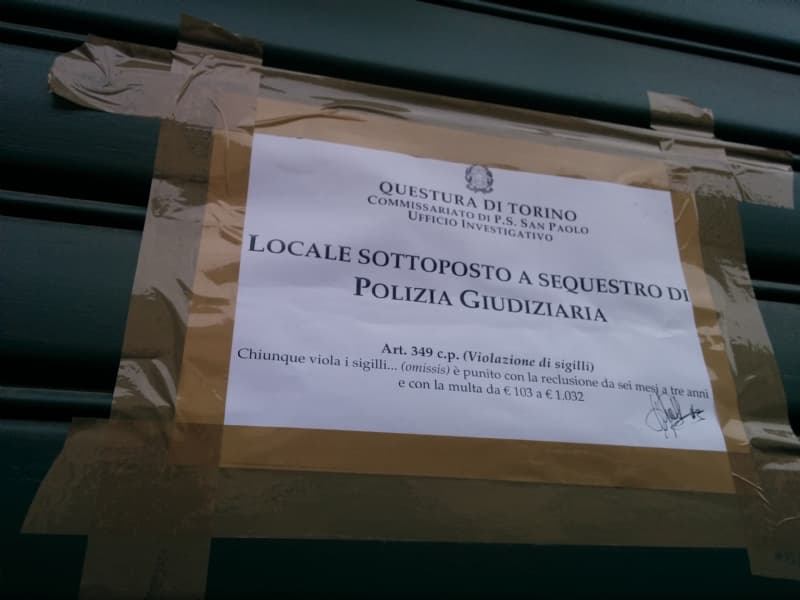 QUESTURA DI TORINO
COMMISSARIATO DI P.S. SAN PAOLO
UFFICIO INVESTIGATIVO
LOCALE SOTTOPOSTO A SEQUESTRO DI
POLIZIA GIUDIZIARIA
Art. 349 c.p. (Violazione di sigilli)
Chiunque viola i sigilli... (omissis) è punito con la reclusione da sei mesi a tre anni
e con la multa da € 103 a € 1.032